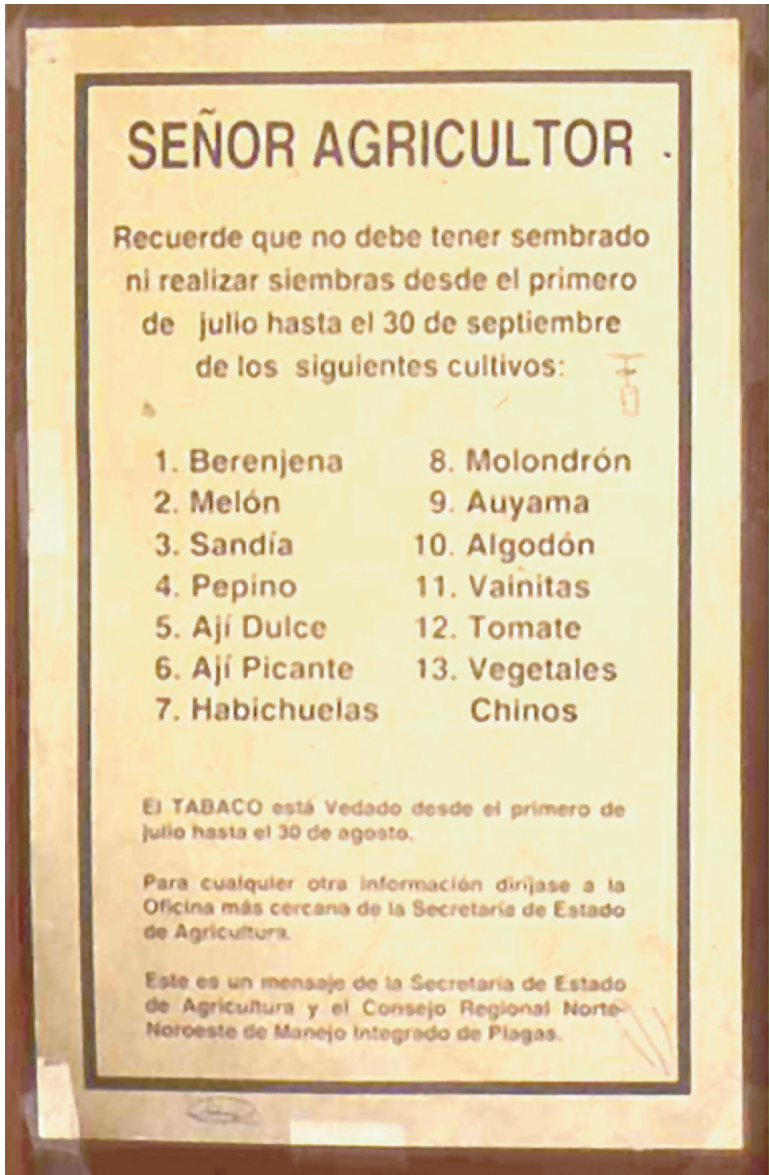 SEÑOR AGRICULTOR
Recuerde que no debe tener sembrado
ni realizar siembras desde el primero
de julio hasta el 30 de septiembre
de los siguientes cultivos:
1. Berenjena
2. Melón
3. Sandía
4. Pepino
5. Ají Dulce
6. Ají Picante
7. Habichuelas
8. Molondrón
9. Auyama
10. Algodón
11. Vainitas
12. Tomate
13. Vegetales
Chinos
El TABACO está Vedado desde el primero de
julio hasta el 30 de agosto.
Para cualquier otra información diríjase a la
Oficina más cercana de la Secretaría de Estado
de Agricultura.
Este es un mensaje de la Secretaría de Estado
de Agricultura y el Consejo Regional Norte-
Noroeste de Manejo Integrado de Plagas.